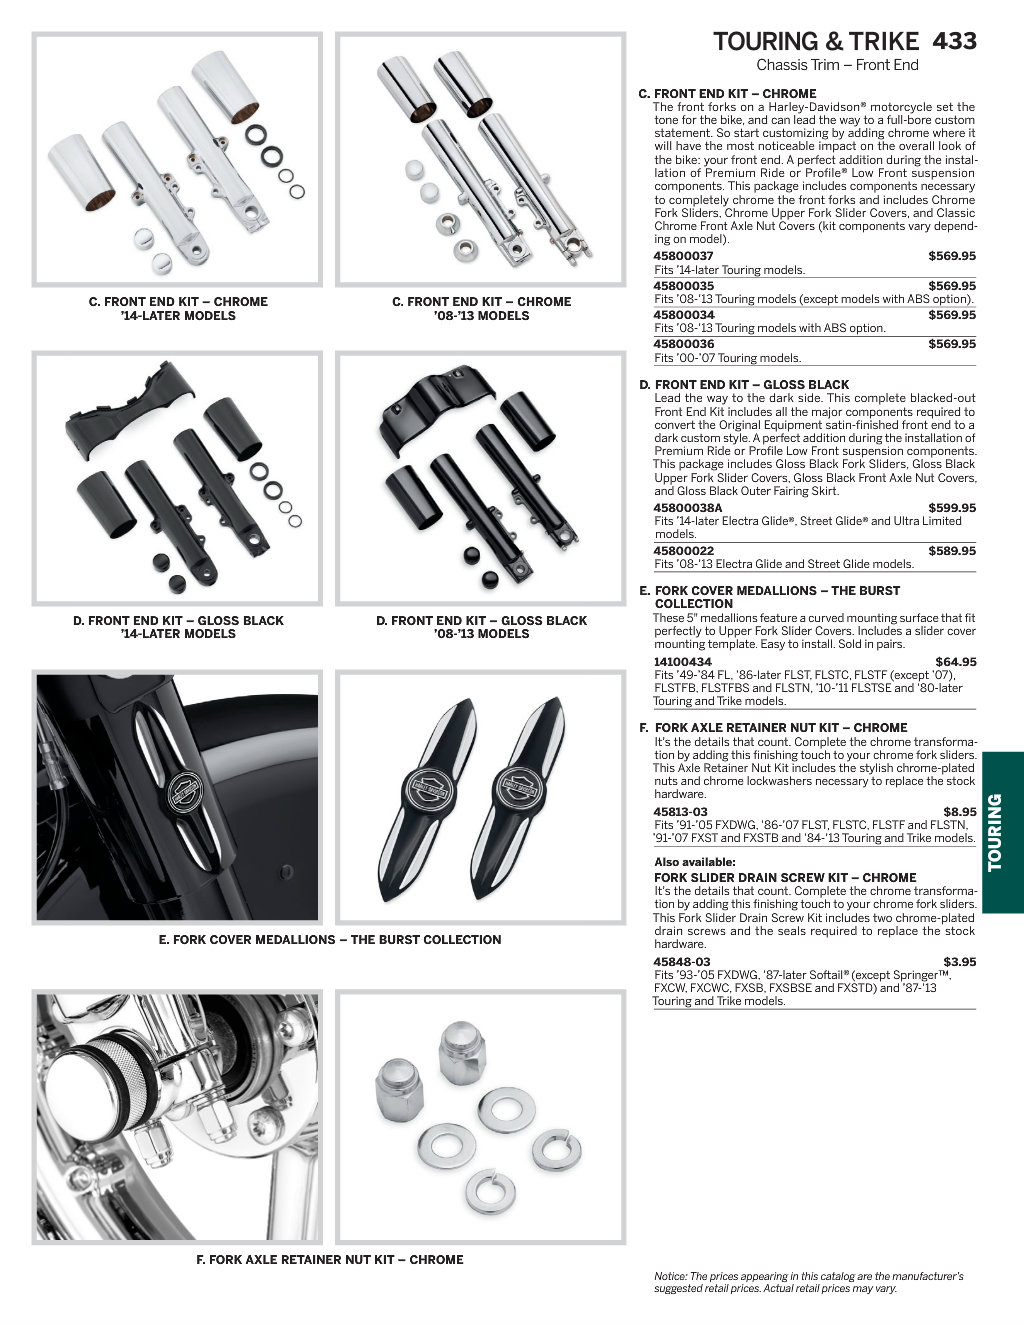 TOURING & TRIKE 433
Chassis Trim – Front End
C. FRONT END KIT – CHROME
’14-LATER MODELS
C. FRONT END KIT – CHROME
’08-’13 MODELS
D. FRONT END KIT – GLOSS BLACK
’14-LATER MODELS
D. FRONT END KIT – GLOSS BLACK
’08-’13 MODELS
E. FORK COVER MEDALLIONS – THE BURST COLLECTION
F. FORK AXLE RETAINER NUT KIT – CHROME
C. FRONT END KIT – CHROME
The front forks on a Harley-Davidson® motorcycle set the
tone for the bike, and can lead the way to a full-bore custom
statement. So start customizing by adding chrome where it
will have the most noticeable impact on the overall look of
the bike: your front end. A perfect addition during the instal-
lation of Premium Ride or Profile® Low Front suspension
components. This package includes components necessary
to completely chrome the front forks and includes Chrome
Fork Sliders, Chrome Upper Fork Slider Covers, and Classic
Chrome Front Axle Nut Covers (kit components vary depend-
ing on model).
45800037 $569.95
Fits ’14-later Touring models.
45800035 $569.95
Fits ’08-’13 Touring models (except models with ABS option).
45800034 $569.95
Fits ’08-’13 Touring models with ABS option.
45800036 $569.95
Fits ’00-’07 Touring models.
D. FRONT END KIT – GLOSS BLACK
Lead the way to the dark side. This complete blacked-out
Front End Kit includes all the major components required to
convert the Original Equipment satin-finished front end to a
dark custom style. A perfect addition during the installation of
Premium Ride or Profile Low Front suspension components.
This package includes Gloss Black Fork Sliders, Gloss Black
Upper Fork Slider Covers, Gloss Black Front Axle Nut Covers,
and Gloss Black Outer Fairing Skirt.
45800038A $599.95
Fits ’14-later Electra Glide®, Street Glide® and Ultra Limited
models.
45800022 $589.95
Fits ’08-’13 Electra Glide and Street Glide models.
E. FORK COVER MEDALLIONS – THE BURST
COLLECTION
These 5" medallions feature a curved mounting surface that fit
perfectly to Upper Fork Slider Covers. Includes a slider cover
mounting template. Easy to install. Sold in pairs.
14100434 $64.95
Fits ’49-’84 FL, ’86-later FLST, FLSTC, FLSTF (except ’07),
FLSTFB, FLSTFBS and FLSTN, ’10-’11 FLSTSE and ’80-later
Touring and Trike models.
F. FORK AXLE RETAINER NUT KIT – CHROME
It’s the details that count. Complete the chrome transforma-
tion by adding this finishing touch to your chrome fork sliders.
This Axle Retainer Nut Kit includes the stylish chrome-plated
nuts and chrome lockwashers necessary to replace the stock
hardware.
45813-03 $8.95
Fits ’91-’05 FXDWG, ’86-’07 FLST, FLSTC, FLSTF and FLSTN,
’91-’07 FXST and FXSTB and ’84-’13 Touring and Trike models.
Also available:
FORK SLIDER DRAIN SCREW KIT – CHROME
It’s the details that count. Complete the chrome transforma-
tion by adding this finishing touch to your chrome fork sliders.
This Fork Slider Drain Screw Kit includes two chrome-plated
drain screws and the seals required to replace the stock
hardware.
45848-03 $3.95
Fits ’93-’05 FXDWG, ’87-later Softail® (except Springer™,
FXCW, FXCWC, FXSB, FXSBSE and FXSTD) and ’87-’13
Touring and Trike models.
TOURING
Notice: The prices appearing in this catalog are the manufacturer’s
suggested retail prices. Actual retail prices may vary.